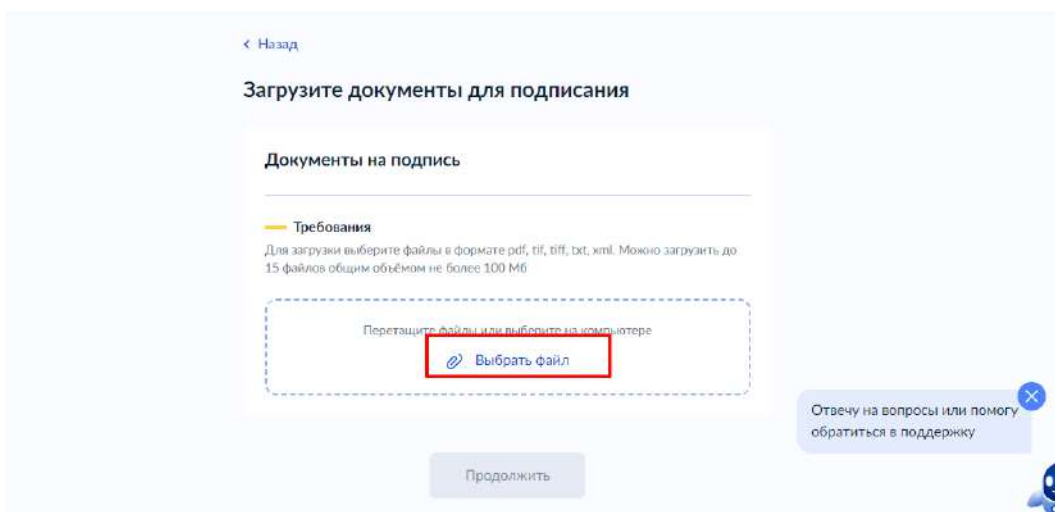 Назад
Загрузите документы для подписания
Документы на подпись
Требования
Для загрузки выберите файлы в формате pdf, tif, tiff, txt, xml. Можно загрузить до
15 файлов общим объёмом не более 100 Мб
Перетащите файлы или выберите на компьютере
Выбрать файл
Отвечу на вопросы или помогу
обратиться в поддержку
Продолжить